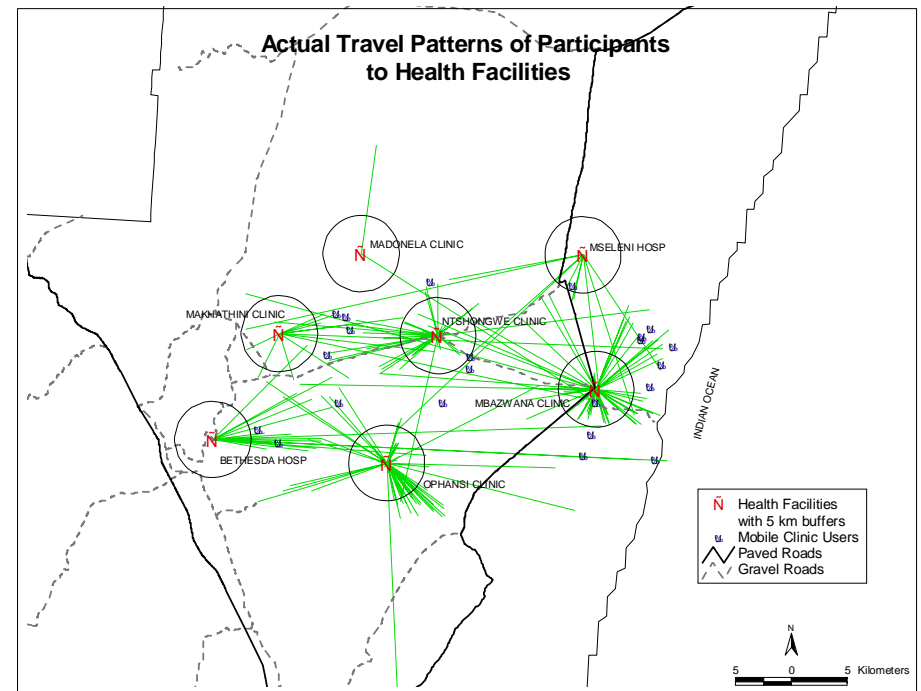 Actual Travel Patterns of Participants
to Health Facilities
MADONELA CLINIC
MSELENI HOSP
MAKHATHINI CLINIC
NTSHONGWE CLINIC
MBAZWANA CLINIC
BETHESDA HOSP
OPHANSI CLINIC
INDIAN OCEAN
Ñ Health Facilities
with 5 km buffers
Mobile Clinic Users
Paved Roads
Gravel Roads
N
5 0 5 Kilometers